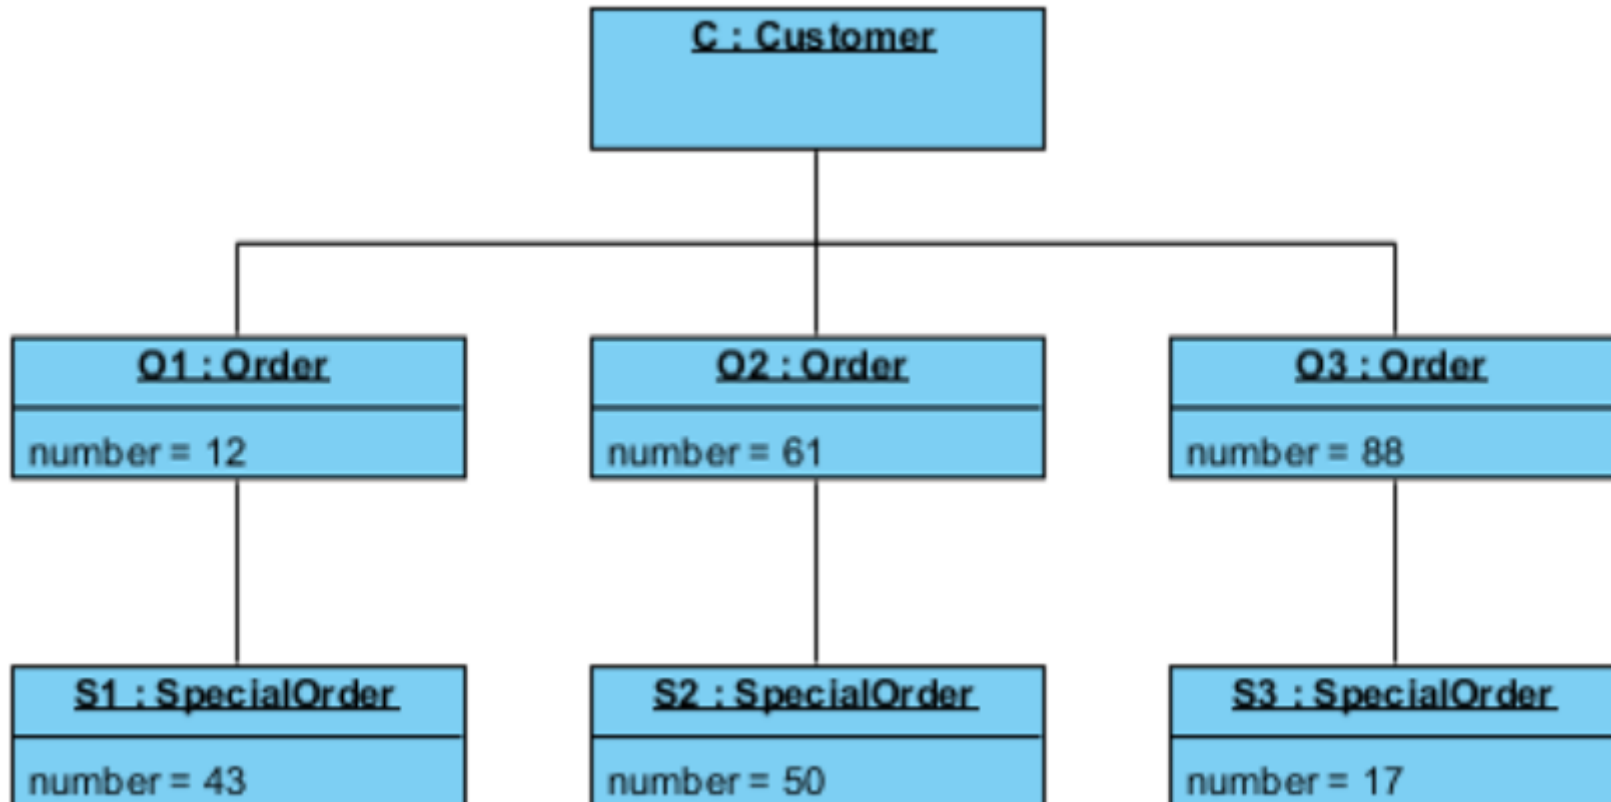 C : Customer
O1 : Order
O2 : Order
O3 : Order
number = 12
number = 61
number = 88
S1 : SpecialOrder
S2 : SpecialOrder
S3 : SpecialOrder
number = 43
number = 50
number = 17